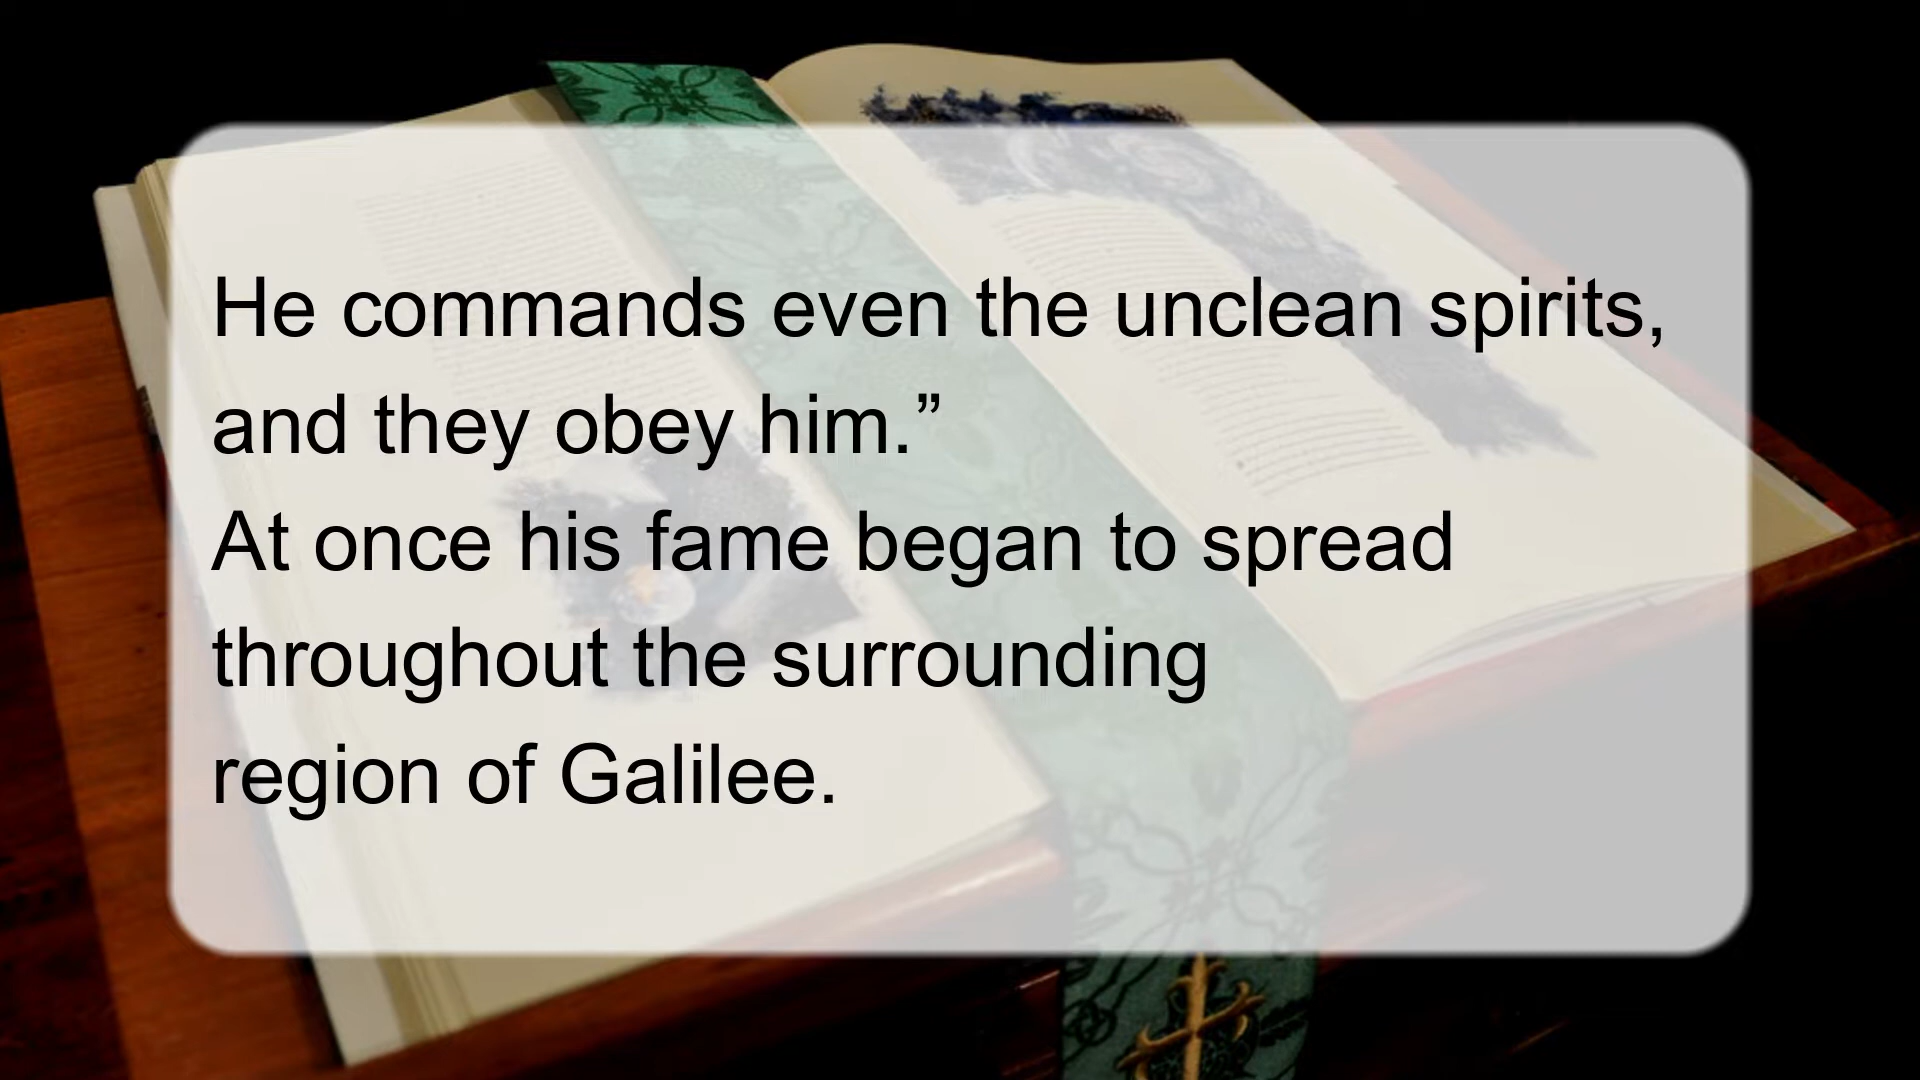 He commands even the unclean spirits,
and they obey him.”
At once his fame began to spread
throughout the surrounding
region of Galilee.